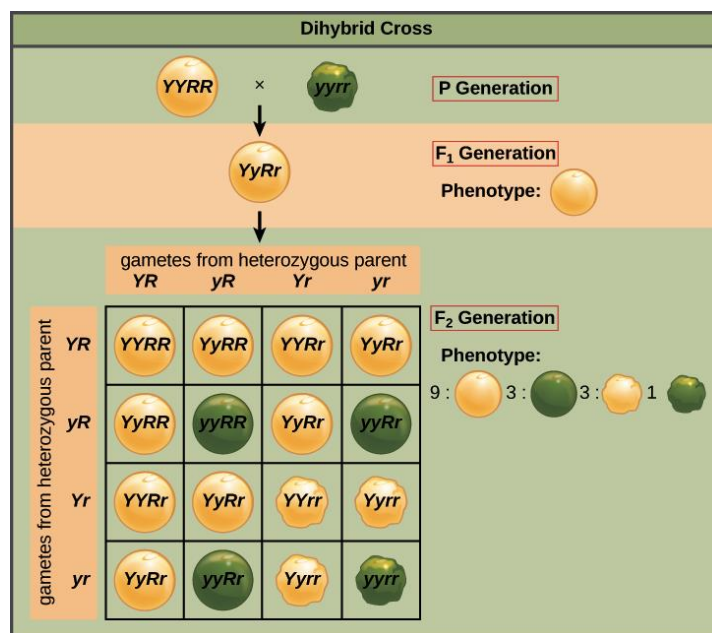 Dihybrid Cross
YYRR × yyrr P Generation
YyRr F₁ Generation
Phenotype:
gametes from heterozygous parent
YR yR Yr yr
gametes from heterozygous parent
YR YYRR YyRR YYRr YyRr
yR YyRR yyRR YyRr yyRr
Yr YYRr YyRr YYrr Yyrr
yr YyRr yyRr Yyrr yyrr
F₂ Generation
Phenotype:
9 : 3 : 3 : 1